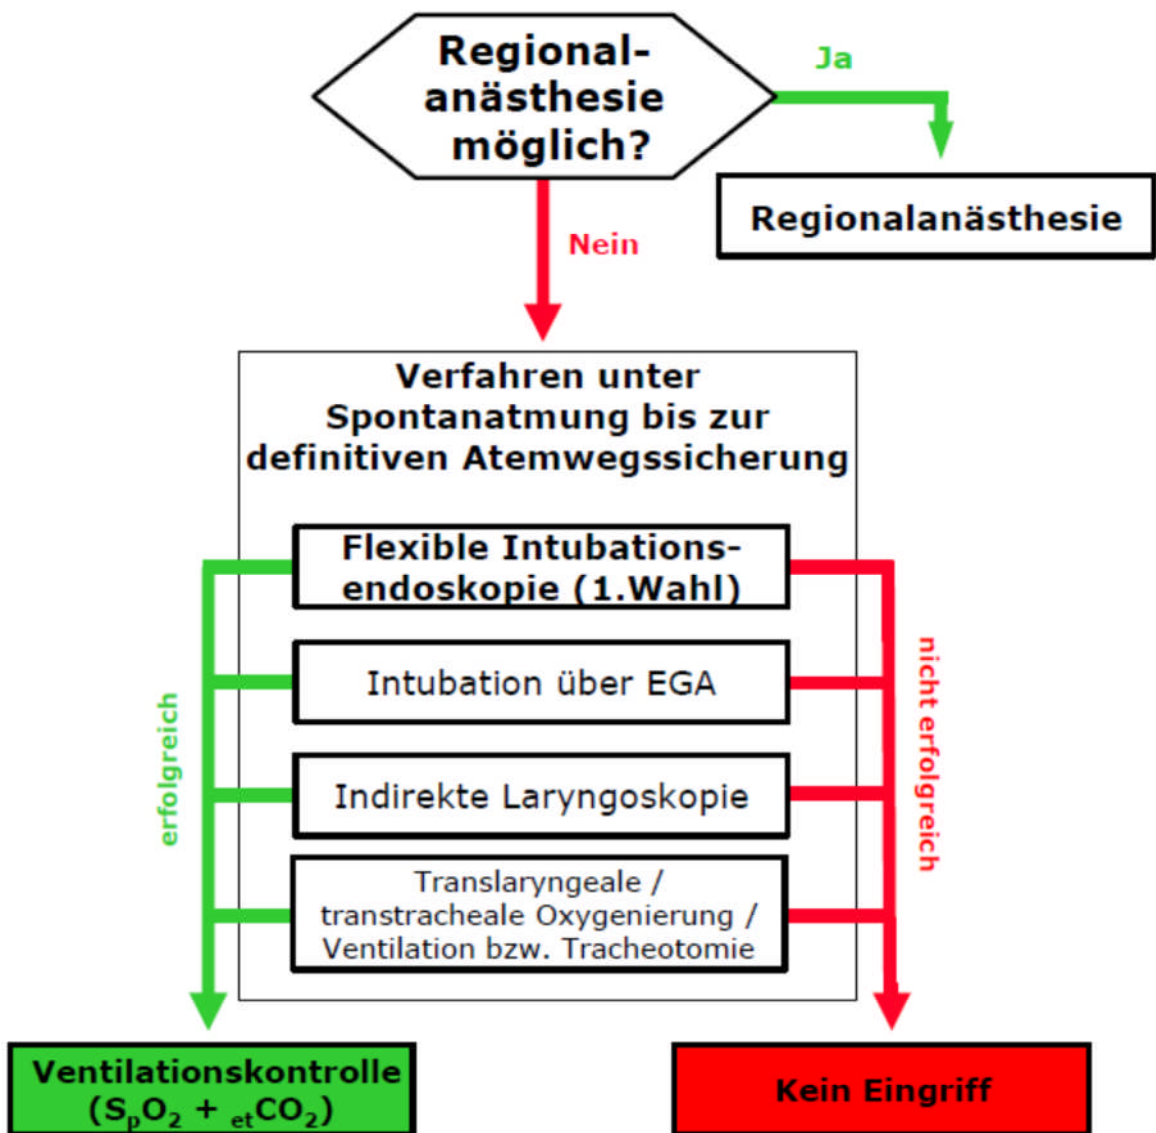 Regional-
anästhesie
möglich?
Ja
Regionalanästhesie
Nein
Verfahren unter
Spontanatmung bis zur
definitiven Atemwegssicherung
Flexible Intubations-
endoskopie (1.Wahl)
Intubation über EGA
Indirekte Laryngoskopie
Translaryngeale /
transtracheale Oxygenierung /
Ventilation bzw. Tracheotomie
erfolgreich
nicht erfolgreich
Ventilationskontrolle
(SpO2 + etCO2)
Kein Eingriff